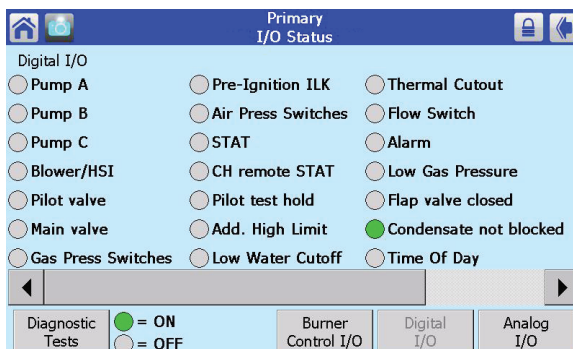 Primary
I/O Status
Digital I/O
Pump A
Pre-Ignition ILK
Thermal Cutout
Pump B
Air Press Switches
Flow Switch
Pump C
STAT
Alarm
Blower/HSI
CH remote STAT
Low Gas Pressure
Pilot valve
Pilot test hold
Flap valve closed
Main valve
Add. High Limit
Condensate not blocked
Gas Press Switches
Low Water Cutoff
Time Of Day
Diagnostic
Tests
= ON
= OFF
Burner
Control I/O
Digital
I/O
Analog
I/O